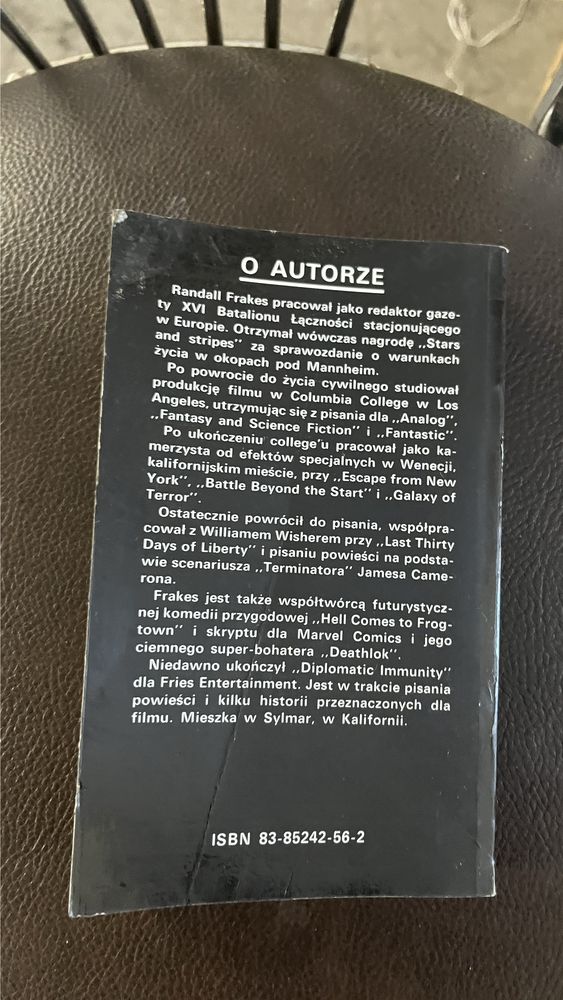 O AUTORZE
Randall Frakes pracował jako redaktor gaze-
ty XVI Batalionu Łączności stacjonującego
w Europie. Otrzymał wówczas nagrodę ,,Stars
and stripes'' za sprawozdanie o warunkach
życia w okopach pod Mannheim.
Po powrocie do życia cywilnego studiował
produkcję filmu w Columbia College w Los
Angeles, utrzymując się z pisania dla ,,Analog'',
,,Fantasy and Science Fiction'' i ,,Fantastic''.
Po ukończeniu college'u pracował jako ka-
merzysta od efektów specjalnych w Wenecji,
kalifornijskim mieście, przy ,,Escape from New
York'', ,,Battle Beyond the Start'' i ,,Galaxy of
Terror''.
Ostatecznie powrócił do pisania, współpra-
cował z Williamem Wisherem przy ,,Last Thirty
Days of Liberty'' i pisaniu powieści na podsta-
wie scenariusza ,,Terminatora'' Jamesa Came-
rona.
Frakes jest także współtwórcą futurystycz-
nej komedii przygodowej ,,Hell Comes to Frog-
town'' i skryptu dla Marvel Comics i jego
ciemnego super-bohatera ,,Deathlok''.
Niedawno ukończył ,,Diplomatic Immunity''
dla Fries Entertainment. Jest w trakcie pisania
powieści i kilku historii przeznaczonych dla
filmu. Mieszka w Sylmar, w Kalifornii.
ISBN 83-85242-56-2